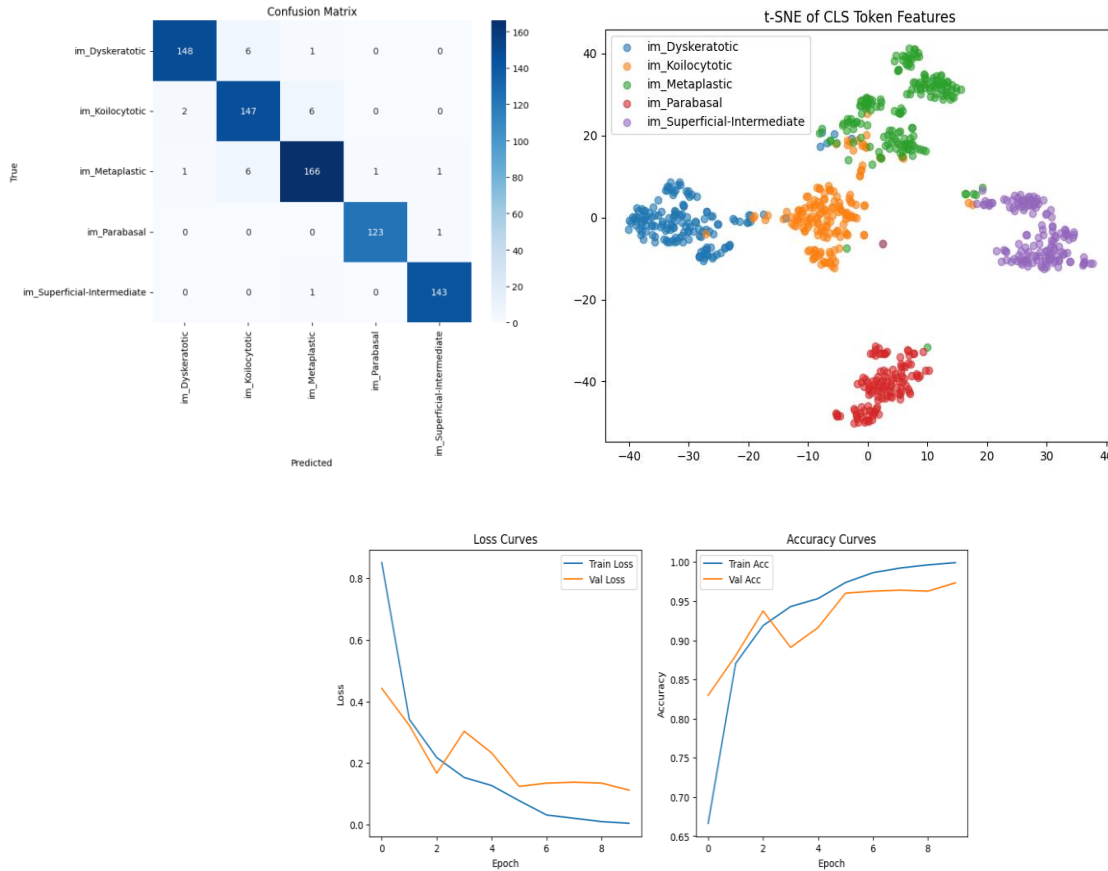 Confusion Matrix
im_Dyskeratotic 148 6 1 0 0
im_Koilocytotic 2 147 6 0 0
im_Metaplastic 1 6 166 1 1
im_Parabasal 0 0 0 123 1
im_Superficial-Intermediate 0 0 1 0 143
True
im_Dyskeratotic
im_Koilocytotic
im_Metaplastic
im_Parabasal
im_Superficial-Intermediate
Predicted
160
140
120
100
80
60
40
20
0
t-SNE of CLS Token Features
im_Dyskeratotic
im_Koilocytotic
im_Metaplastic
im_Parabasal
im_Superficial-Intermediate
40
20
0
−20
−40
−40 −30 −20 −10 0 10 20 30 40
Loss Curves
Train Loss
Val Loss
0.8
0.6
0.4
0.2
0.0
Loss
0 2 4 6 8
Epoch
Accuracy Curves
Train Acc
Val Acc
1.00
0.95
0.90
0.85
0.80
0.75
0.70
0.65
Accuracy
0 2 4 6 8
Epoch